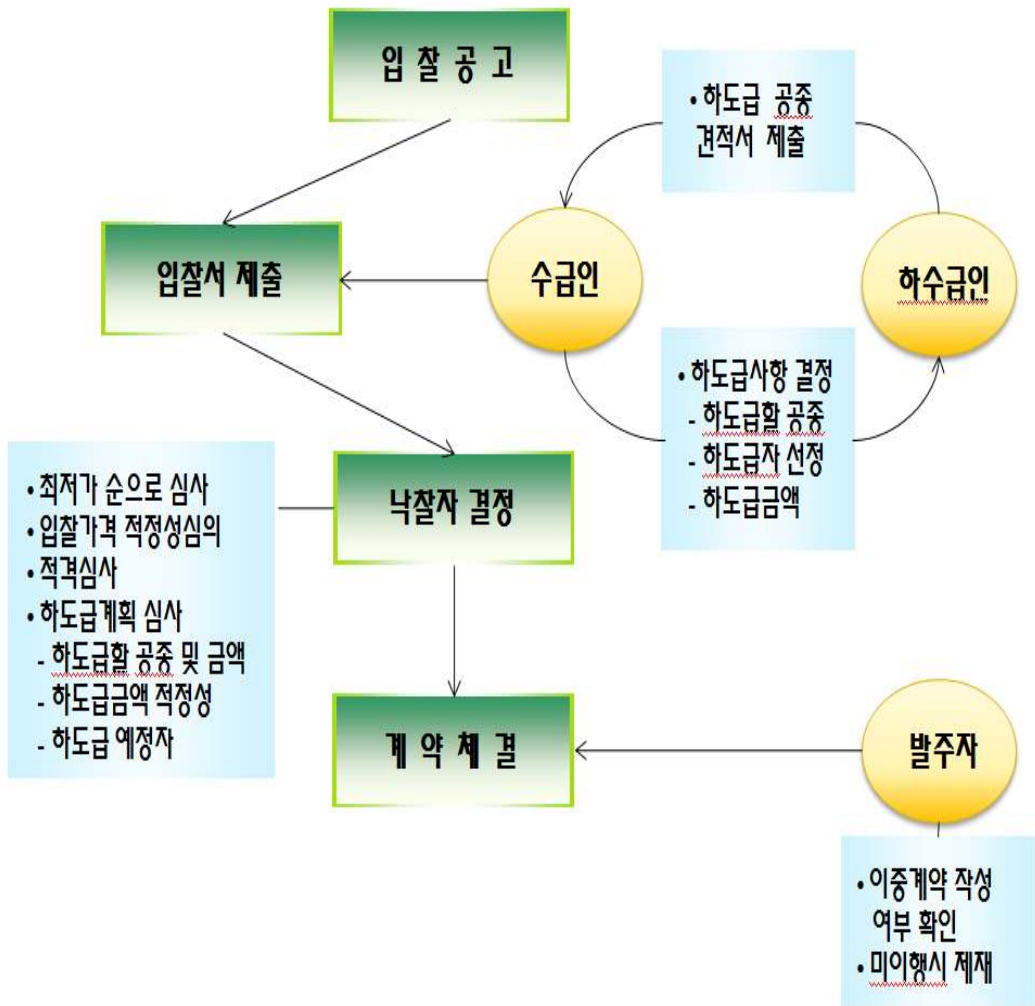 입 찰 공 고
• 하도급 공종
견적서 제출
입찰서 제출
수급인
하수급인
• 하도급사항 결정
- 하도급활 공종
- 하도급자 선정
- 하도급금액
• 최저가 순으로 심사
• 입찰가격 적정성심의
• 적격심사
• 하도급계획 심사
- 하도급활 공종 및 금액
- 하도급금액 적정성
- 하도급 예정자
낙찰자 결정
계 약 체 결
발주자
• 이중계약 작성
여부 확인
• 미이행시 제재